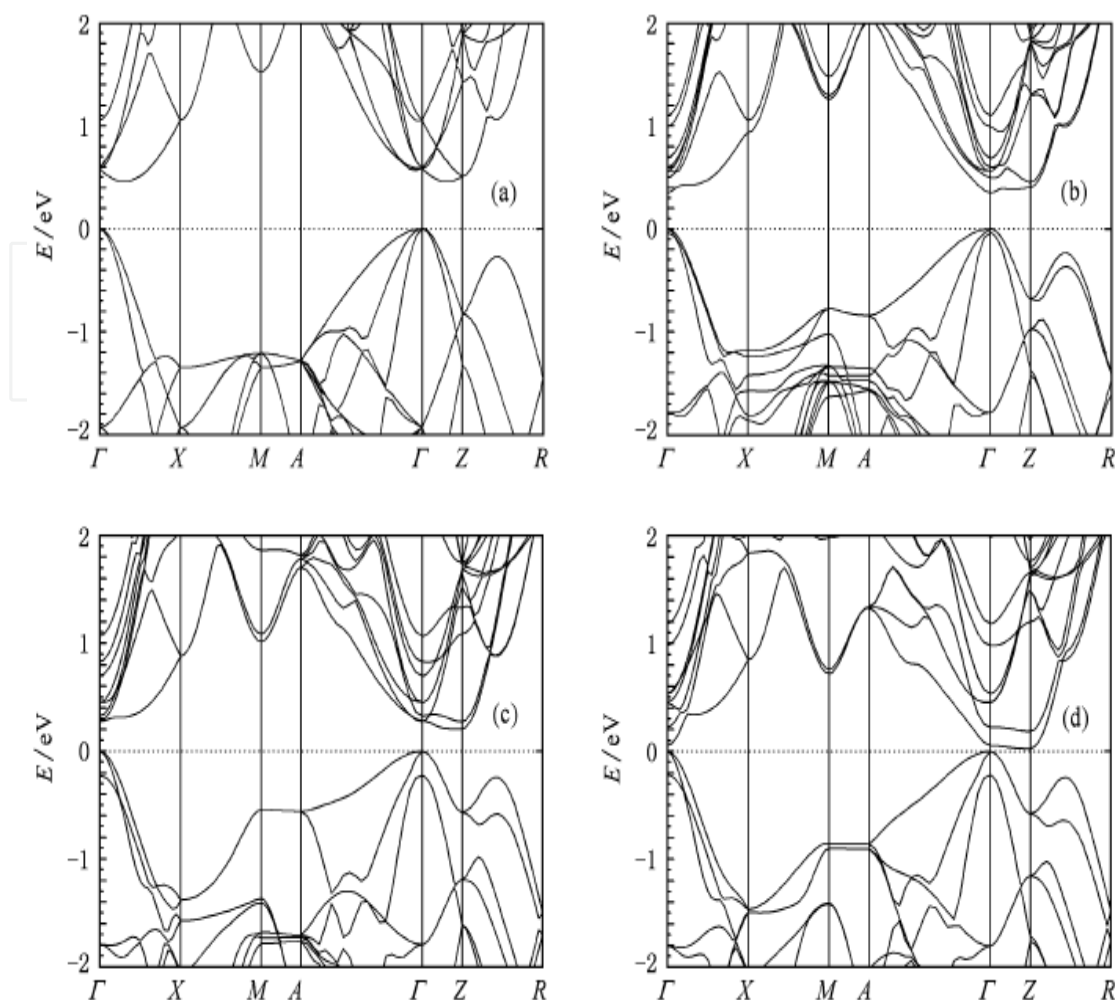 2 2
1 1
(a) (b)
E/eV E/eV
0 0
−1 −1
−2 −2
Γ X M A Γ Z R Γ X M A Γ Z R
2 2
1 1
(c) (d)
E/eV E/eV
0 0
−1 −1
−2 −2
Γ X M A Γ Z R Γ X M A Γ Z R